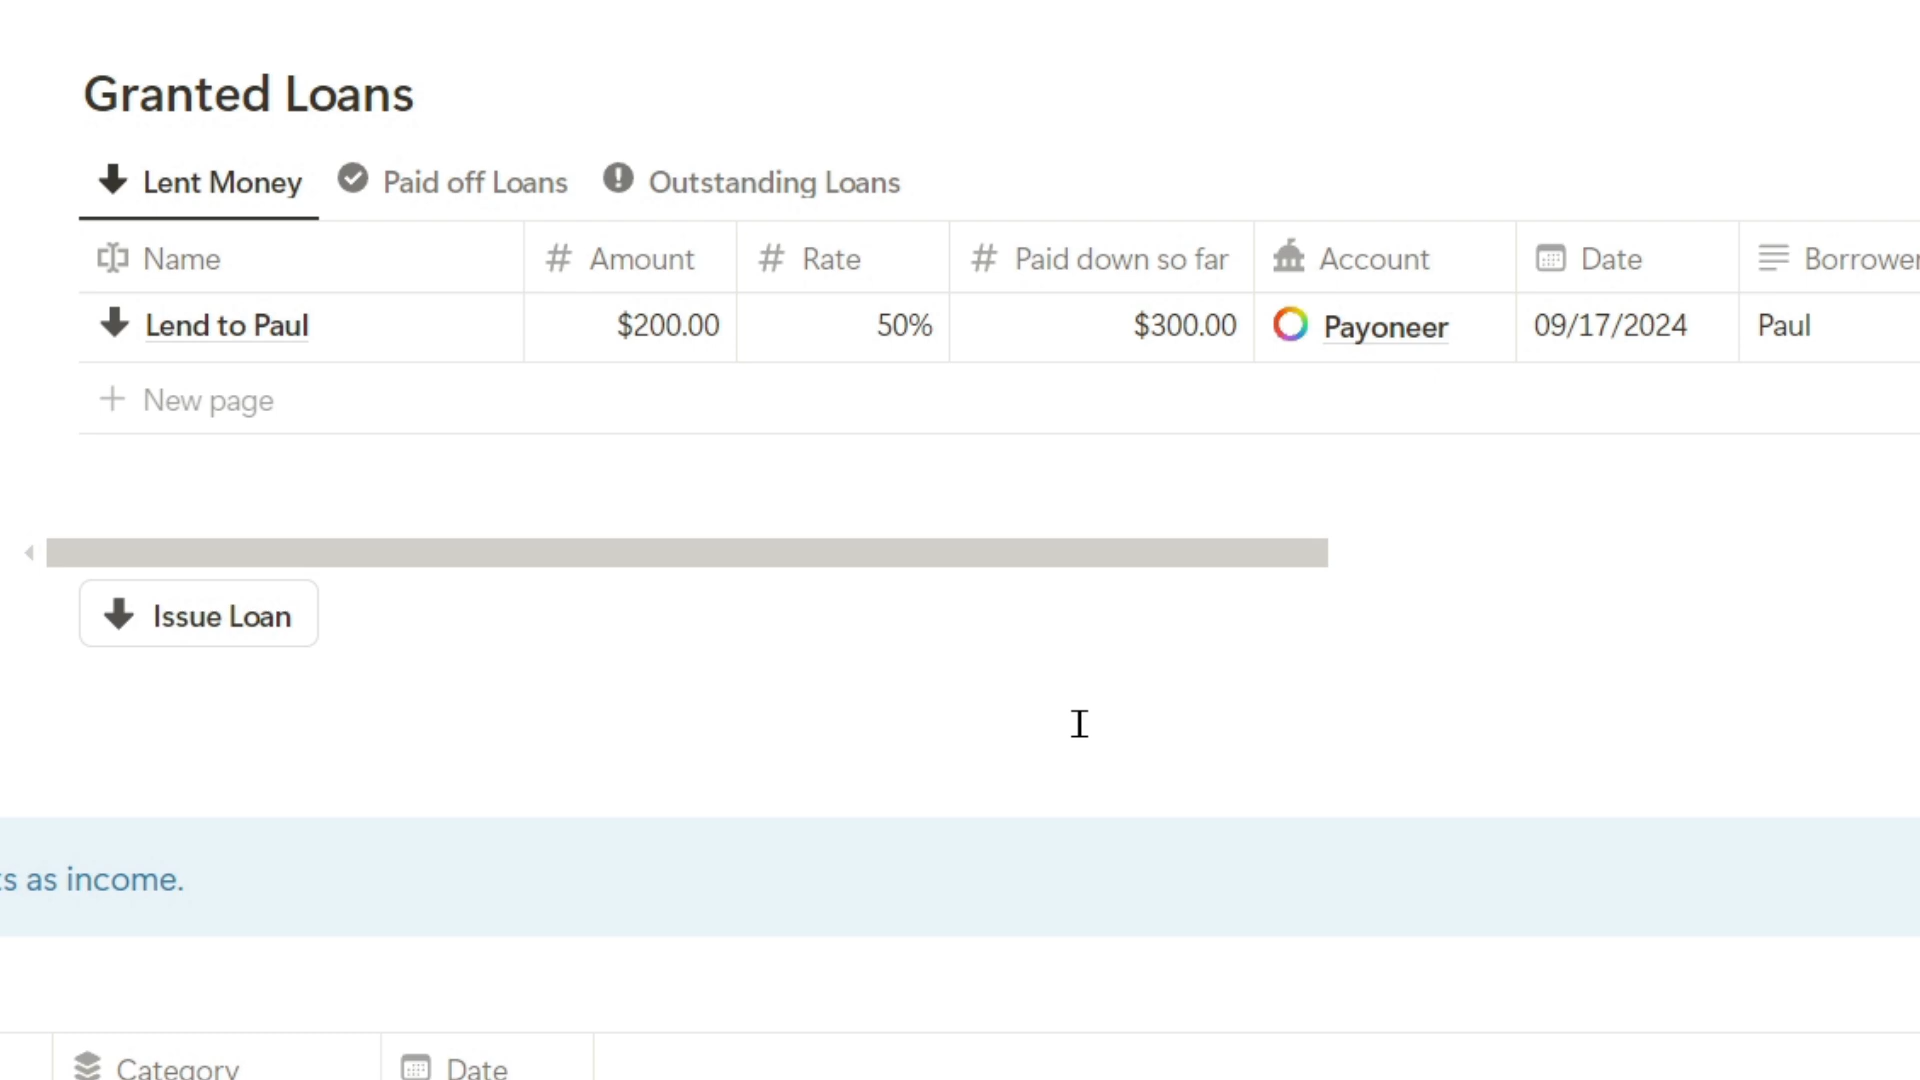 Granted Loans
Lent Money Paid off Loans Outstanding Loans
Name Amount Rate Paid down so far Account Date Borrower
Lend to Paul $200.00 50% $300.00 Payoneer 09/17/2024 Paul
New page
Issue Loan
as income.
Category Date